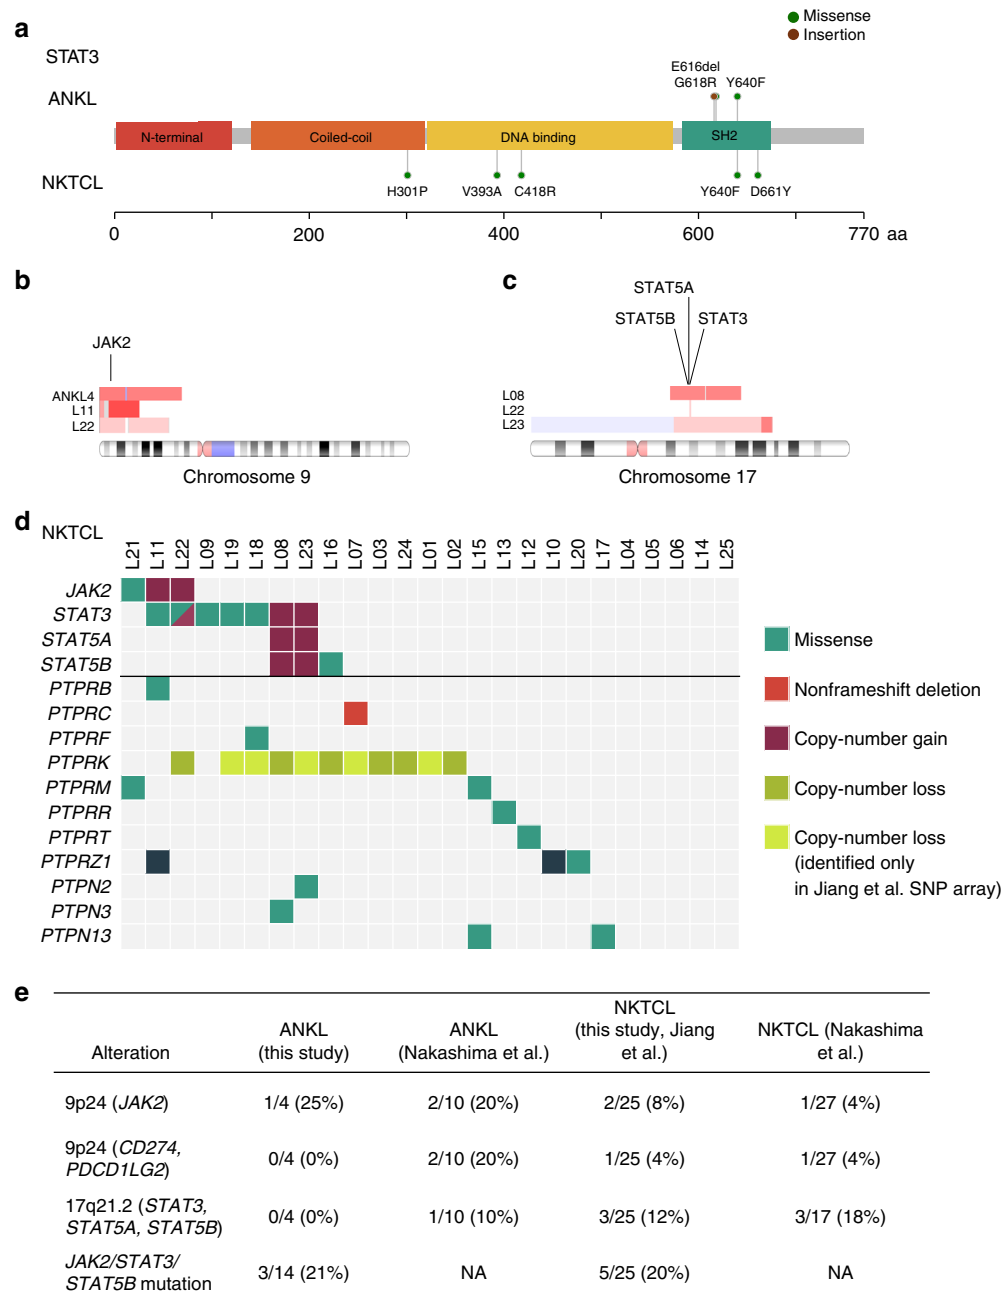 a
Missense
Insertion
STAT3
E616del
G618R Y640F
ANKL
N-terminal Coiled-coil DNA binding SH2
NKTCL
H301P V393A C418R Y640F D661Y
0 200 400 600 770 aa
b
JAK2
ANKL4
L11
L22
Chromosome 9
c
STAT5A
STAT5B STAT3
L08
L22
L23
Chromosome 17
d
NKTCL
L21 L11 L22 L09 L19 L18 L08 L23 L16 L07 L03 L24 L01 L02 L15 L13 L12 L10 L20 L17 L04 L05 L06 L14 L25
JAK2
STAT3
STAT5A
STAT5B
PTPRB
PTPRC
PTPRF
PTPRK
PTPRM
PTPRR
PTPRT
PTPRZ1
PTPN2
PTPN3
PTPN13
Missense
Nonframeshift deletion
Copy-number gain
Copy-number loss
Copy-number loss
(identified only
in Jiang et al. SNP array)
e
Alteration
ANKL
(this study)
ANKL
(Nakashima et al.)
NKTCL
(this study, Jiang
et al.)
NKTCL (Nakashima
et al.)
9p24 (JAK2) 1/4 (25%) 2/10 (20%) 2/25 (8%) 1/27 (4%)
9p24 (CD274,
PDCD1LG2) 0/4 (0%) 2/10 (20%) 1/25 (4%) 1/27 (4%)
17q21.2 (STAT3,
STAT5A, STAT5B) 0/4 (0%) 1/10 (10%) 3/25 (12%) 3/17 (18%)
JAK2/STAT3/
STAT5B mutation 3/14 (21%) NA 5/25 (20%) NA